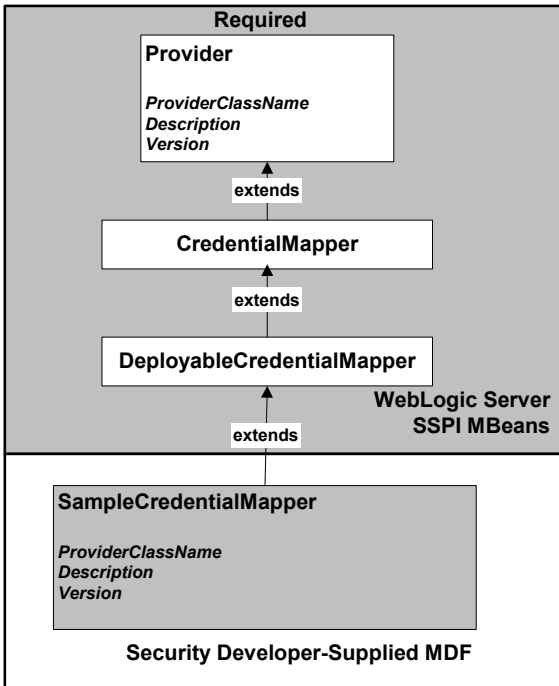 Required
Provider
ProviderClassName
Description
Version
extends
CredentialMapper
extends
DeployableCredentialMapper
WebLogic Server
SSPI MBeans
extends
SampleCredentialMapper
ProviderClassName
Description
Version
Security Developer-Supplied MDF